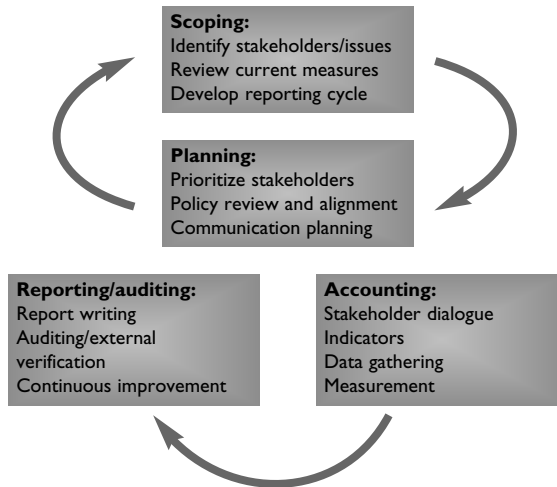 Scoping:
Identify stakeholders/issues
Review current measures
Develop reporting cycle
Planning:
Prioritize stakeholders
Policy review and alignment
Communication planning
Reporting/auditing:
Report writing
Auditing/external
verification
Continuous improvement
Accounting:
Stakeholder dialogue
Indicators
Data gathering
Measurement